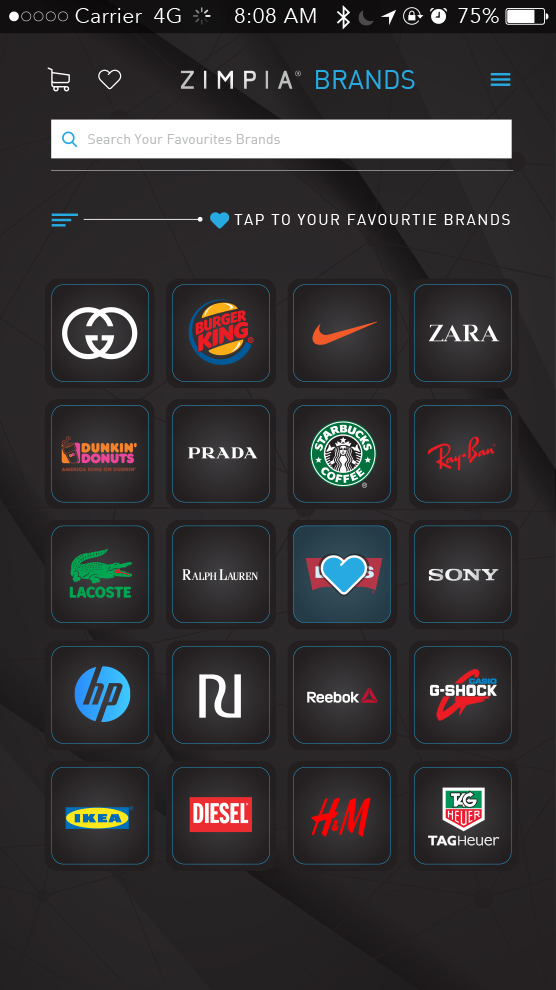 Carrier 4G 8:08 AM 75%
ZIMPIA® BRANDS
Search Your Favourites Brands
TAP TO YOUR FAVOURTIE BRANDS
BURGER KING®
ZARA
DUNKIN' DONUTS
AMERICA RUNS ON DUNKIN'
PRADA
STARBUCKS COFFEE ®
Ray-Ban
LACOSTE
RALPH LAUREN
SONY
hp
Reebok
CASIO
G-SHOCK
IKEA
DIESEL
H&M
TAG
HEUER
TAGHeuer